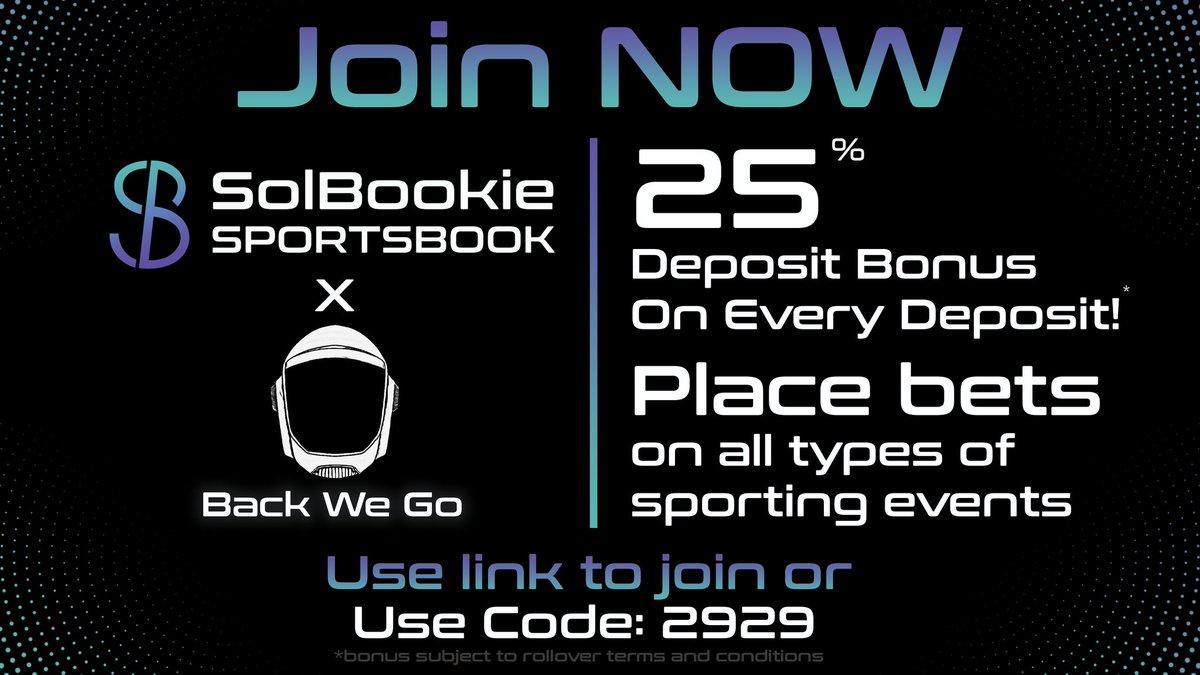 Join NOW
SolBookie
SPORTSBOOK
X
Back We Go
25%
Deposit Bonus
On Every Deposit!*
Place bets
on all types of
sporting events
Use link to join or
Use Code: 2929
*bonus subject to rollover terms and conditions